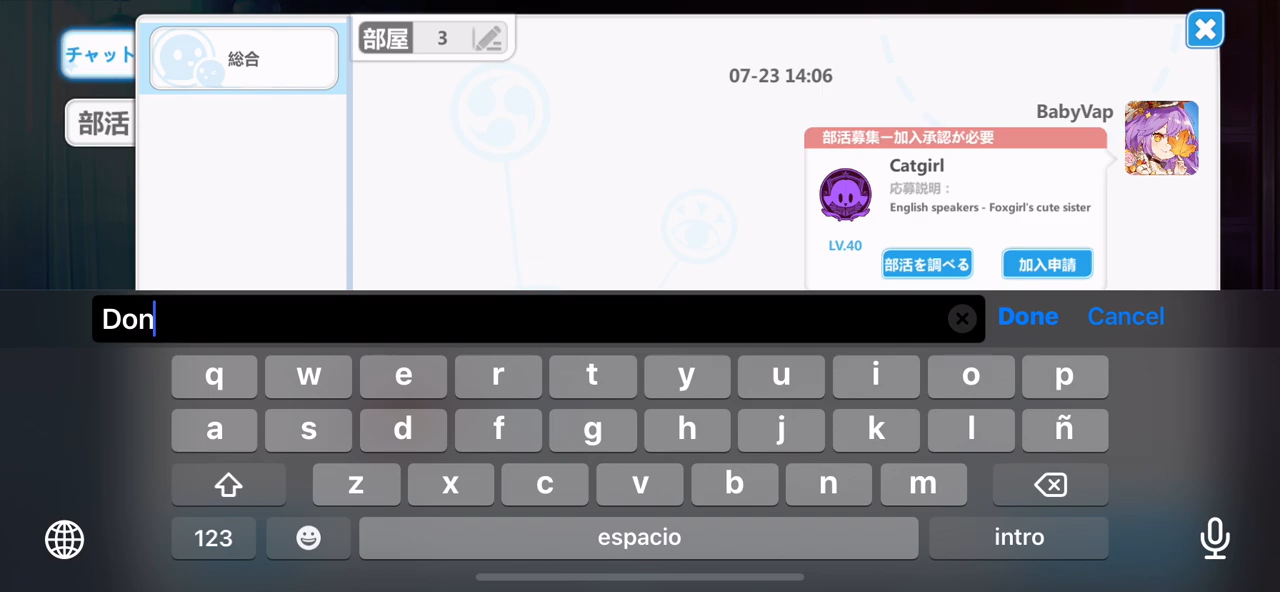 チャット
部活
総合
部屋 3
07-23 14:06
BabyVap
部活募集ー加入承認が必要
Catgirl
応募説明：
English speakers - Foxgirl's cute sister
LV.40
部活を調べる 加入申請
Don
Done Cancel
q w e r t y u i o p
a s d f g h j k l ñ
z x c v b n m
123 espacio intro